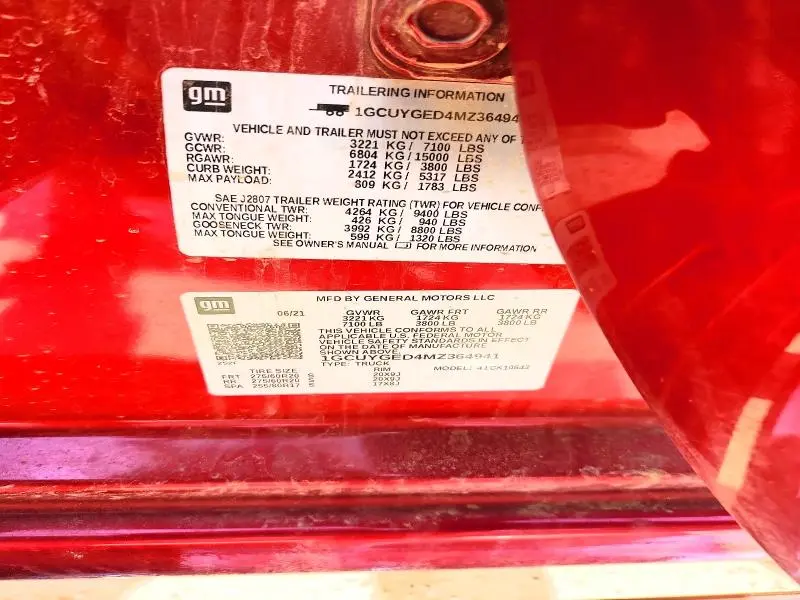 gm
TRAILERING INFORMATION
1GCUYGED4MZ36494
VEHICLE AND TRAILER MUST NOT EXCEED ANY OF
GVWR: 3221 KG / 7100 LBS
GCWR: 6804 KG / 15000 LBS
RGAWR: 1724 KG / 3800 LBS
CURB WEIGHT: 2412 KG / 5317 LBS
MAX PAYLOAD: 809 KG / 1783 LBS
SAE J2807 TRAILER WEIGHT RATING (TWR) FOR VEHICLE
CONVENTIONAL TWR: 4264 KG / 9400 LBS
MAX TONGUE WEIGHT: 426 KG / 940 LBS
GOOSENECK TWR: 3992 KG / 8800 LBS
MAX TONGUE WEIGHT: 599 KG / 1320 LBS
SEE OWNER'S MANUAL FOR MORE INFORMATION
gm
MFD BY GENERAL MOTORS LLC
06/21 GVWR GAWR FRT GAWR RR
3221 KG 1724 KG 1724 KG
7100 LB 3800 LB 3800 LB
THIS VEHICLE CONFORMS TO ALL
APPLICABLE U.S. FEDERAL MOTOR
VEHICLE SAFETY STANDARDS IN EFFECT
ON THE DATE OF MANUFACTURE
SHOWN ABOVE.
1GCUYGED4MZ364941
TYPE: TRUCK MODEL:
TIRE SIZE RIM
FRT 275/60R20 S 20X9J
RR 275/60R20 S 20X9J
SPA 255/80R17 S 17X8J